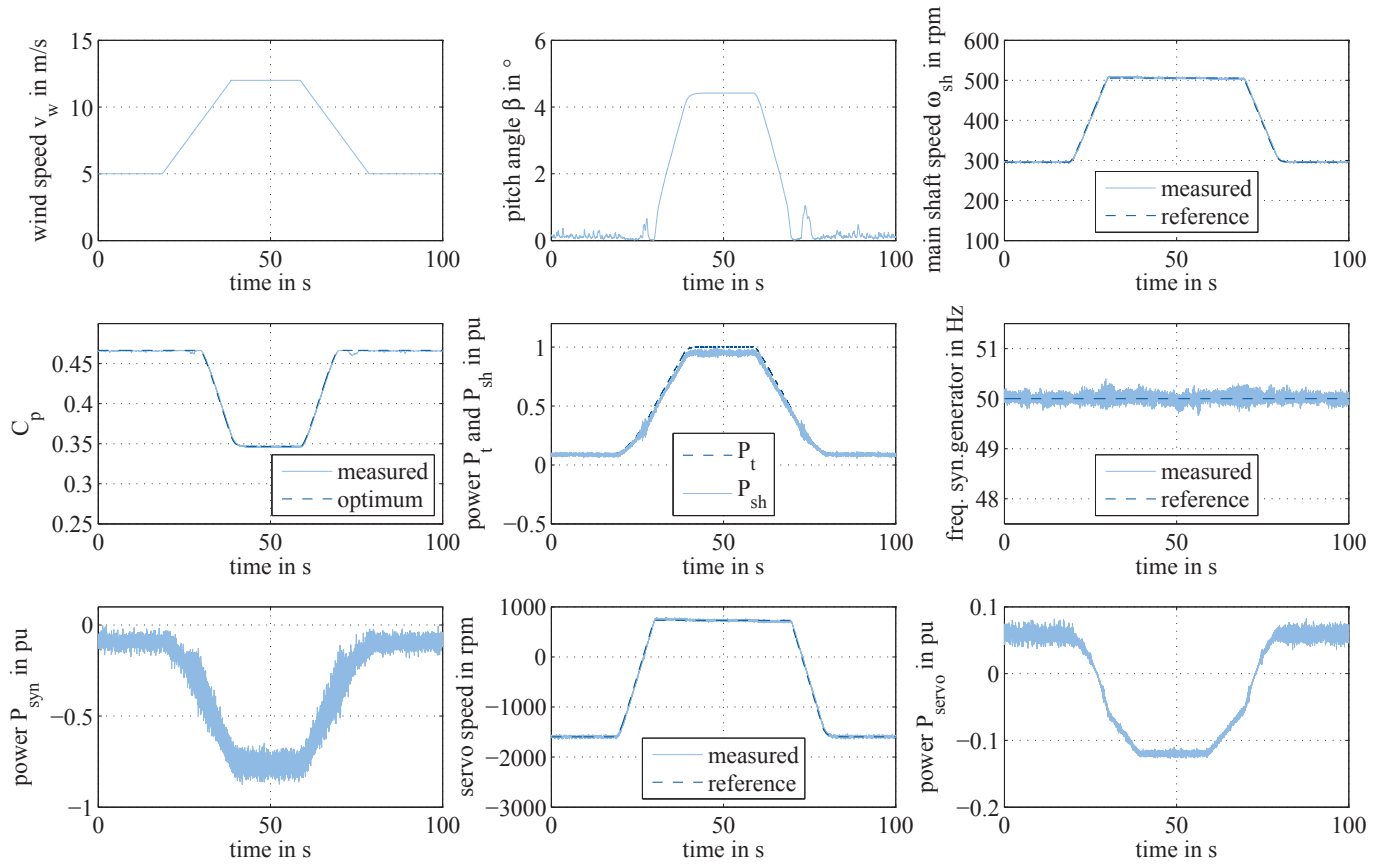 wind speed v_w in m/s
15
10
5
0
0 50 100
time in s
pitch angle β in °
6
4
2
0
0 50 100
time in s
main shaft speed ω_sh in rpm
600
500
400
300
200
100
measured
reference
0 50 100
time in s
C_p
0.45
0.4
0.35
0.3
0.25
measured
optimum
0 50 100
time in s
power P_t and P_sh in pu
1
0.5
0
−0.5
P_t
P_sh
0 50 100
time in s
freq. syn.generator in Hz
51
50
49
48
measured
reference
0 50 100
time in s
power P_syn in pu
0
−0.5
−1
0 50 100
time in s
servo speed in rpm
1000
0
−1000
−2000
−3000
measured
reference
0 50 100
time in s
power P_servo in pu
0.1
0
−0.1
−0.2
0 50 100
time in s